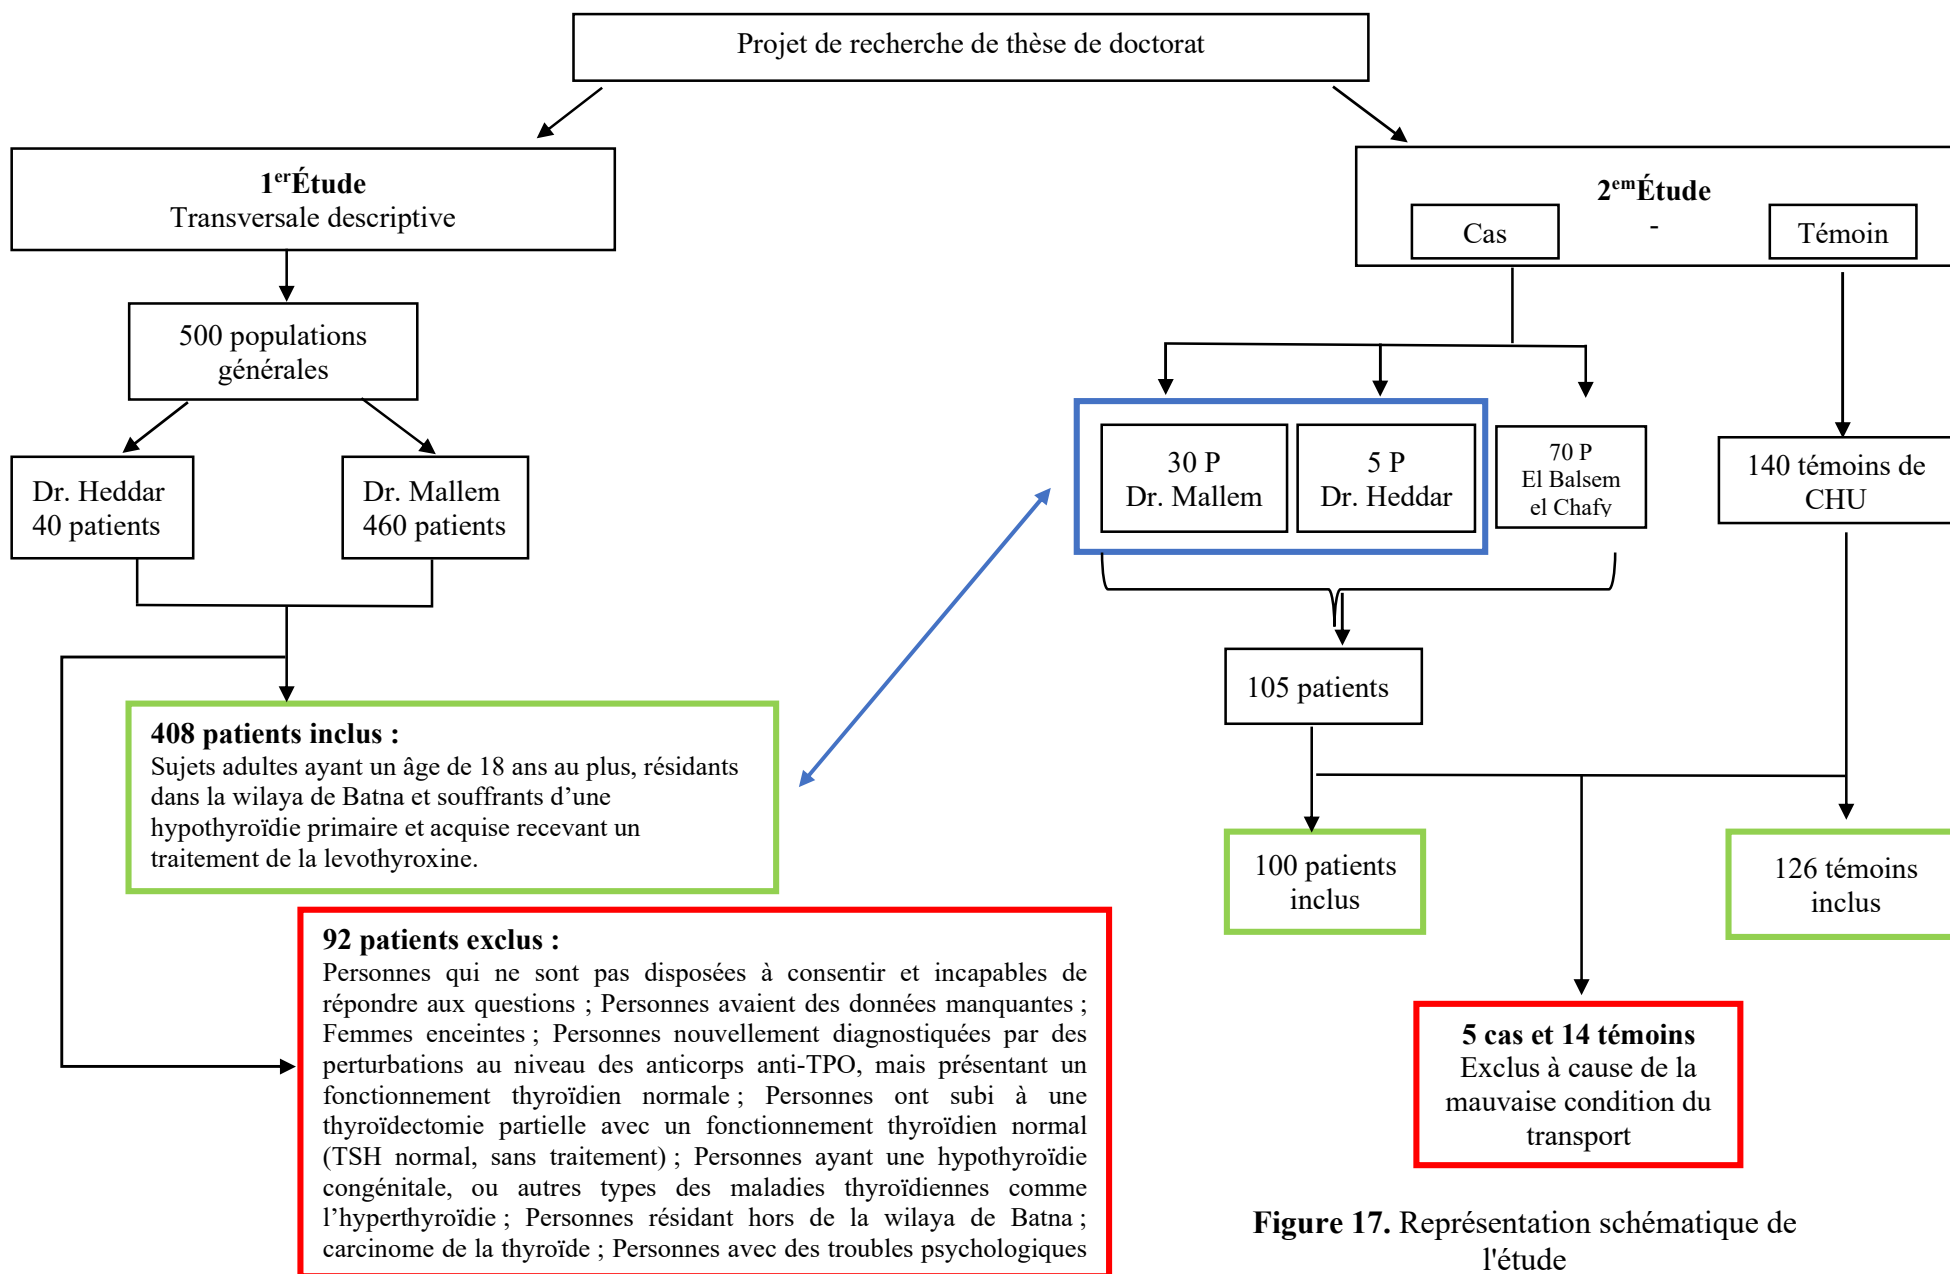 Projet de recherche de thèse de doctorat
1erÉtude
Transversale descriptive
2emÉtude
Cas
-
Témoin
500 populations
générales
Dr. Heddar
40 patients
Dr. Mallem
460 patients
30 P
Dr. Mallem
5 P
Dr. Heddar
70 P
El Balsem
el Chafy
140 témoins de
CHU
105 patients
408 patients inclus :
Sujets adultes ayant un âge de 18 ans au plus, résidants
dans la wilaya de Batna et souffrants d’une
hypothyroïdie primaire et acquise recevant un
traitement de la levothyroxine.
100 patients
inclus
126 témoins
inclus
92 patients exclus :
Personnes qui ne sont pas disposées à consentir et incapables de
répondre aux questions ; Personnes avaient des données manquantes ;
Femmes enceintes ; Personnes nouvellement diagnostiquées par des
perturbations au niveau des anticorps anti-TPO, mais présentant un
fonctionnement thyroïdien normale ; Personnes ont subi à une
thyroïdectomie partielle avec un fonctionnement thyroïdien normal
(TSH normal, sans traitement) ; Personnes ayant une hypothyroïdie
congénitale, ou autres types des maladies thyroïdiennes comme
l’hyperthyroïdie ; Personnes résidant hors de la wilaya de Batna ;
carcinome de la thyroïde ; Personnes avec des troubles psychologiques
5 cas et 14 témoins
Exclus à cause de la
mauvaise condition du
transport
Figure 17. Représentation schématique de
l'étude